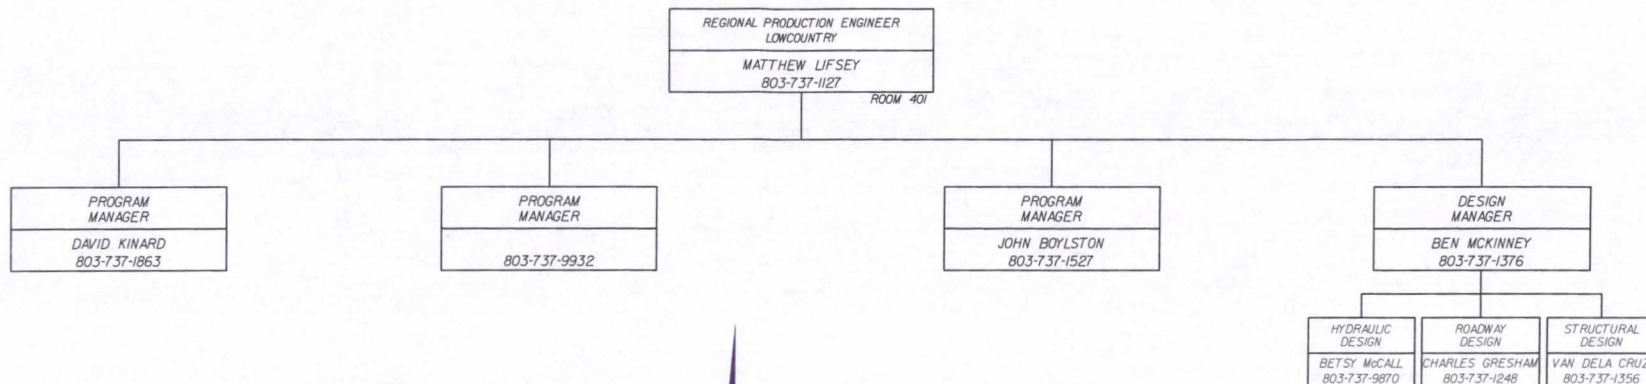 REGIONAL PRODUCTION ENGINEER
LOWCOUNTRY
MATTHEW LIFSEY
803-737-1127
ROOM 401
PROGRAM
MANAGER
DAVID KINARD
803-737-1863
PROGRAM
MANAGER
803-737-9932
PROGRAM
MANAGER
JOHN BOYLSTON
803-737-1527
DESIGN
MANAGER
BEN MCKINNEY
803-737-1376
HYDRAULIC
DESIGN
BETSY McCALL
803-737-9870
ROADWAY
DESIGN
CHARLES GRESHAM
803-737-1248
STRUCTURAL
DESIGN
VAN DELA CRUZ
803-737-1356